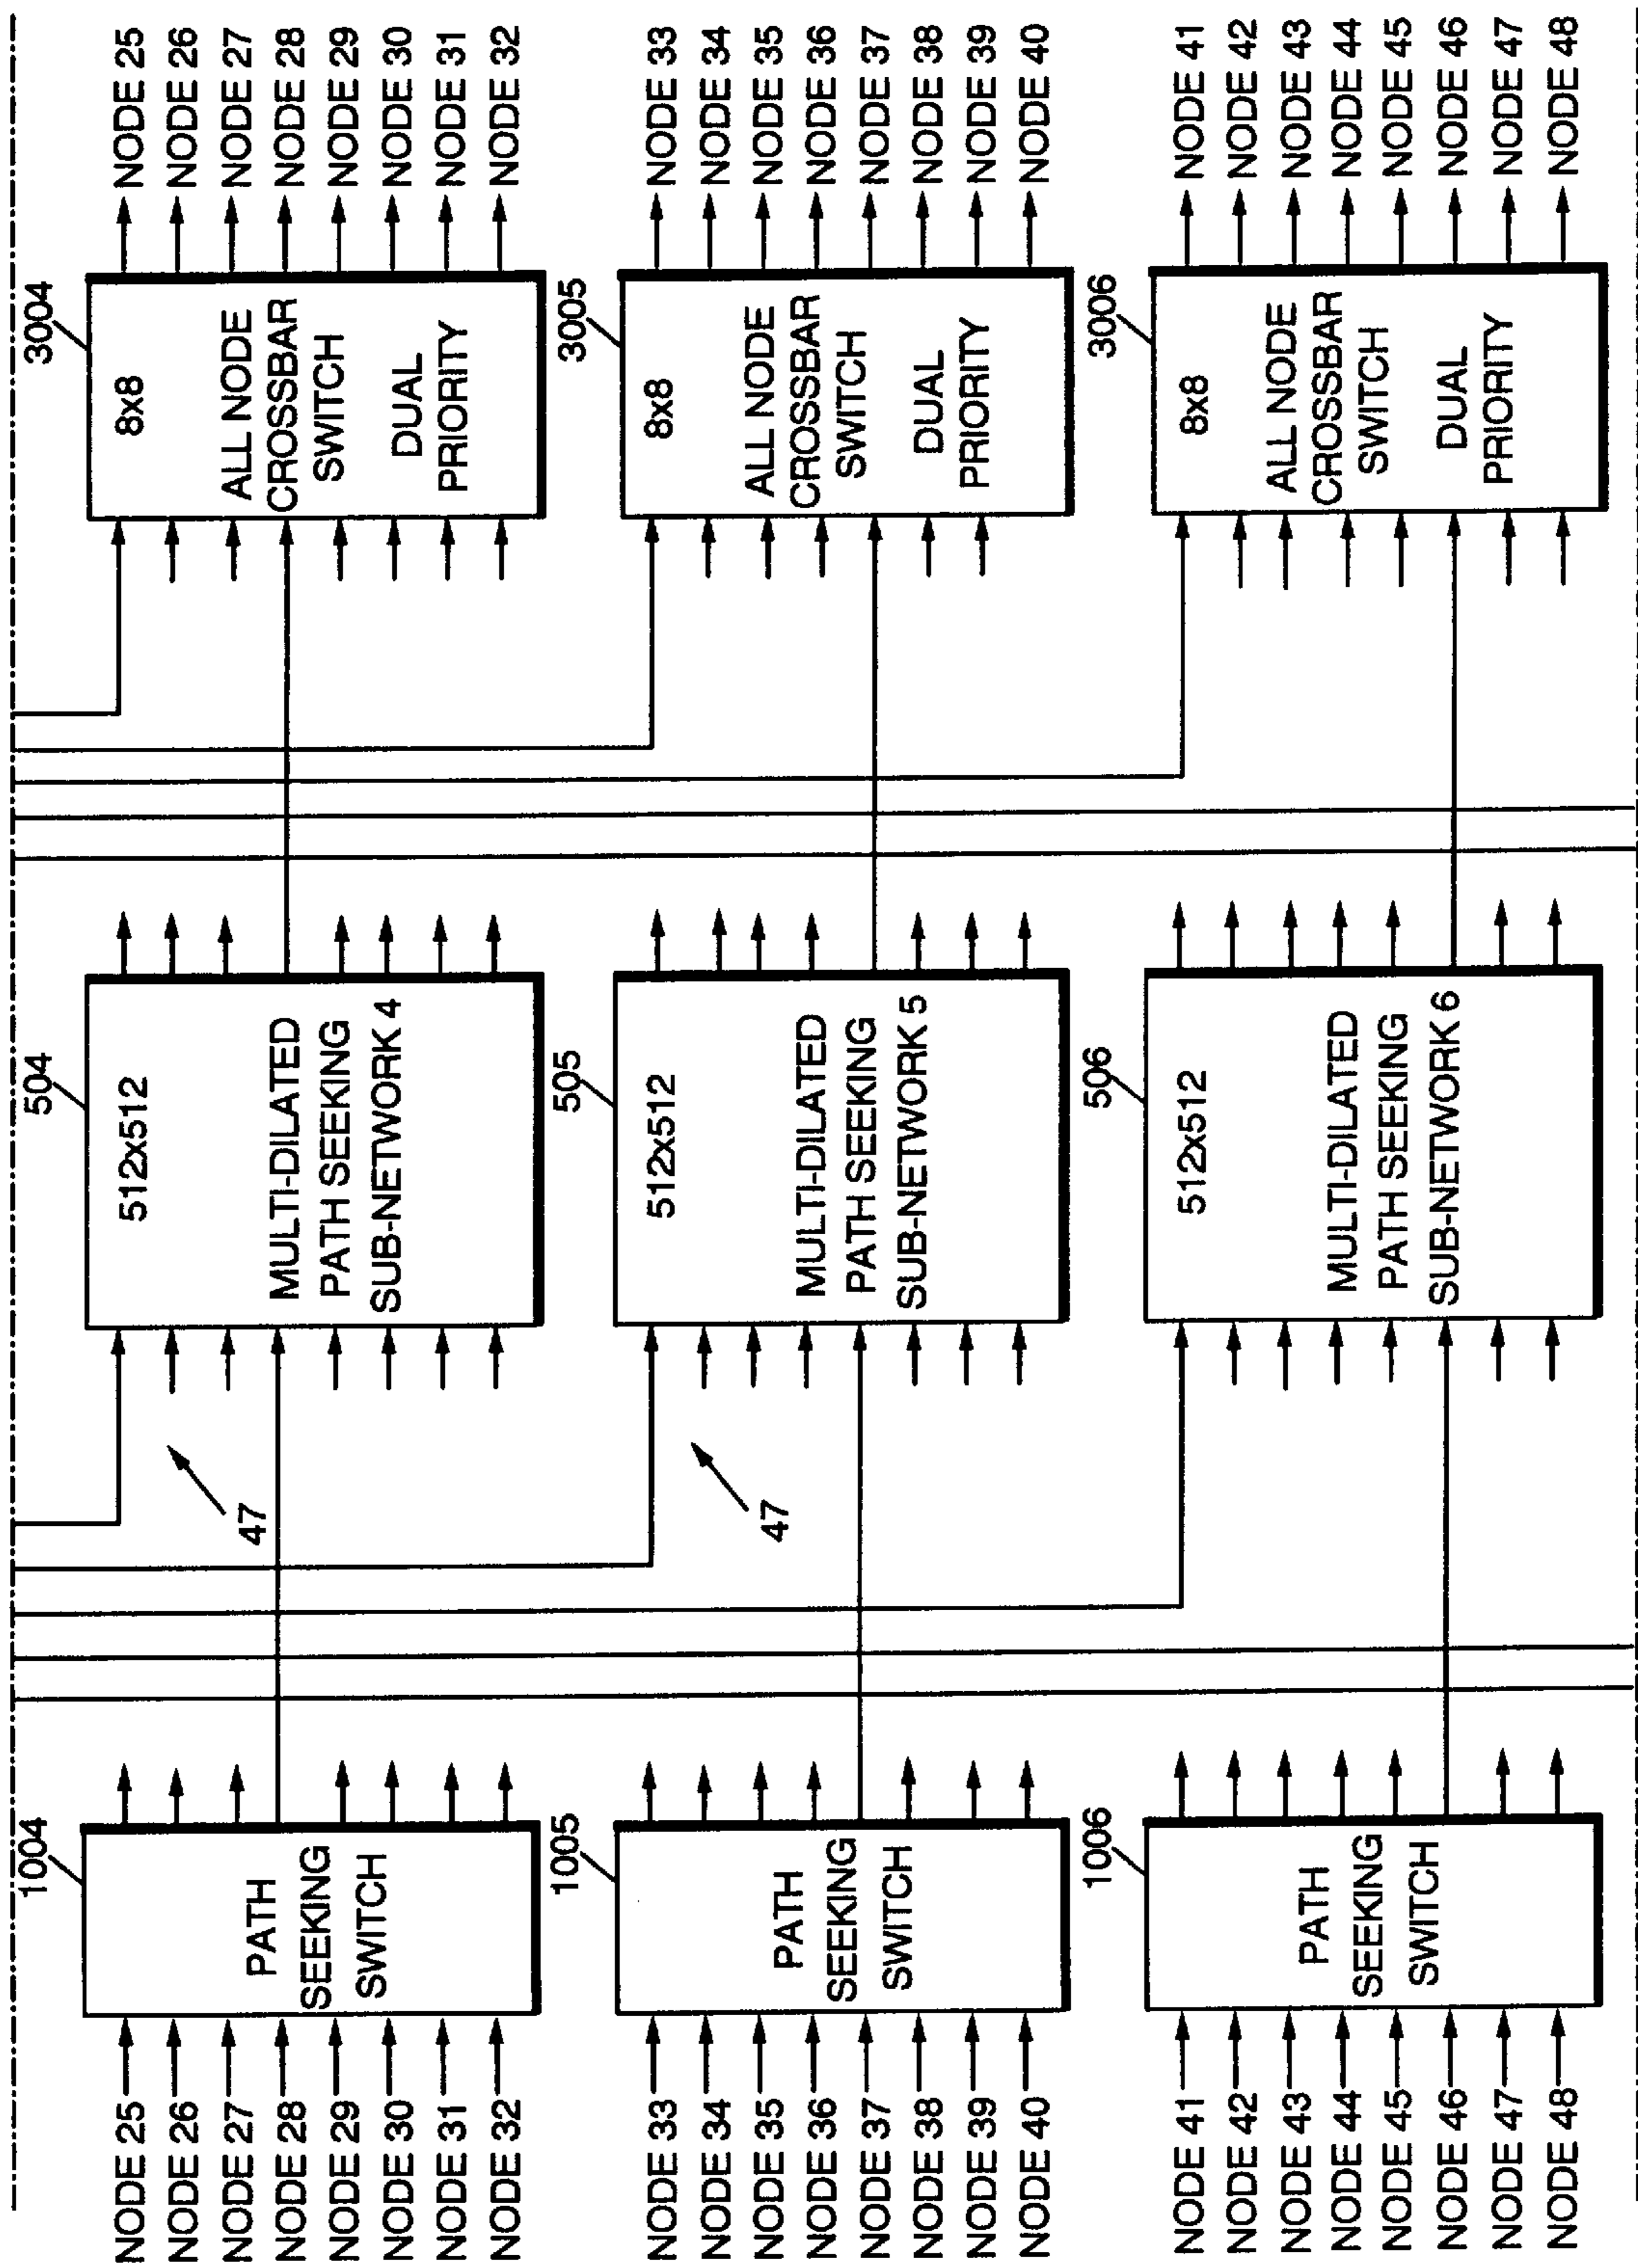 NODE 25
NODE 26
NODE 27
NODE 28
NODE 29
NODE 30
NODE 31
NODE 32
1004
PATH
SEEKING
SWITCH
47
504
512x512
MULTI-DILATED
PATH SEEKING
SUB-NETWORK 4
3004
8x8
ALL NODE
CROSSBAR
SWITCH
DUAL
PRIORITY
NODE 25
NODE 26
NODE 27
NODE 28
NODE 29
NODE 30
NODE 31
NODE 32
NODE 33
NODE 34
NODE 35
NODE 36
NODE 37
NODE 38
NODE 39
NODE 40
1005
PATH
SEEKING
SWITCH
47
505
512x512
MULTI-DILATED
PATH SEEKING
SUB-NETWORK 5
3005
8x8
ALL NODE
CROSSBAR
SWITCH
DUAL
PRIORITY
NODE 33
NODE 34
NODE 35
NODE 36
NODE 37
NODE 38
NODE 39
NODE 40
NODE 41
NODE 42
NODE 43
NODE 44
NODE 45
NODE 46
NODE 47
NODE 48
1006
PATH
SEEKING
SWITCH
506
512x512
MULTI-DILATED
PATH SEEKING
SUB-NETWORK 6
3006
8x8
ALL NODE
CROSSBAR
SWITCH
DUAL
PRIORITY
NODE 41
NODE 42
NODE 43
NODE 44
NODE 45
NODE 46
NODE 47
NODE 48